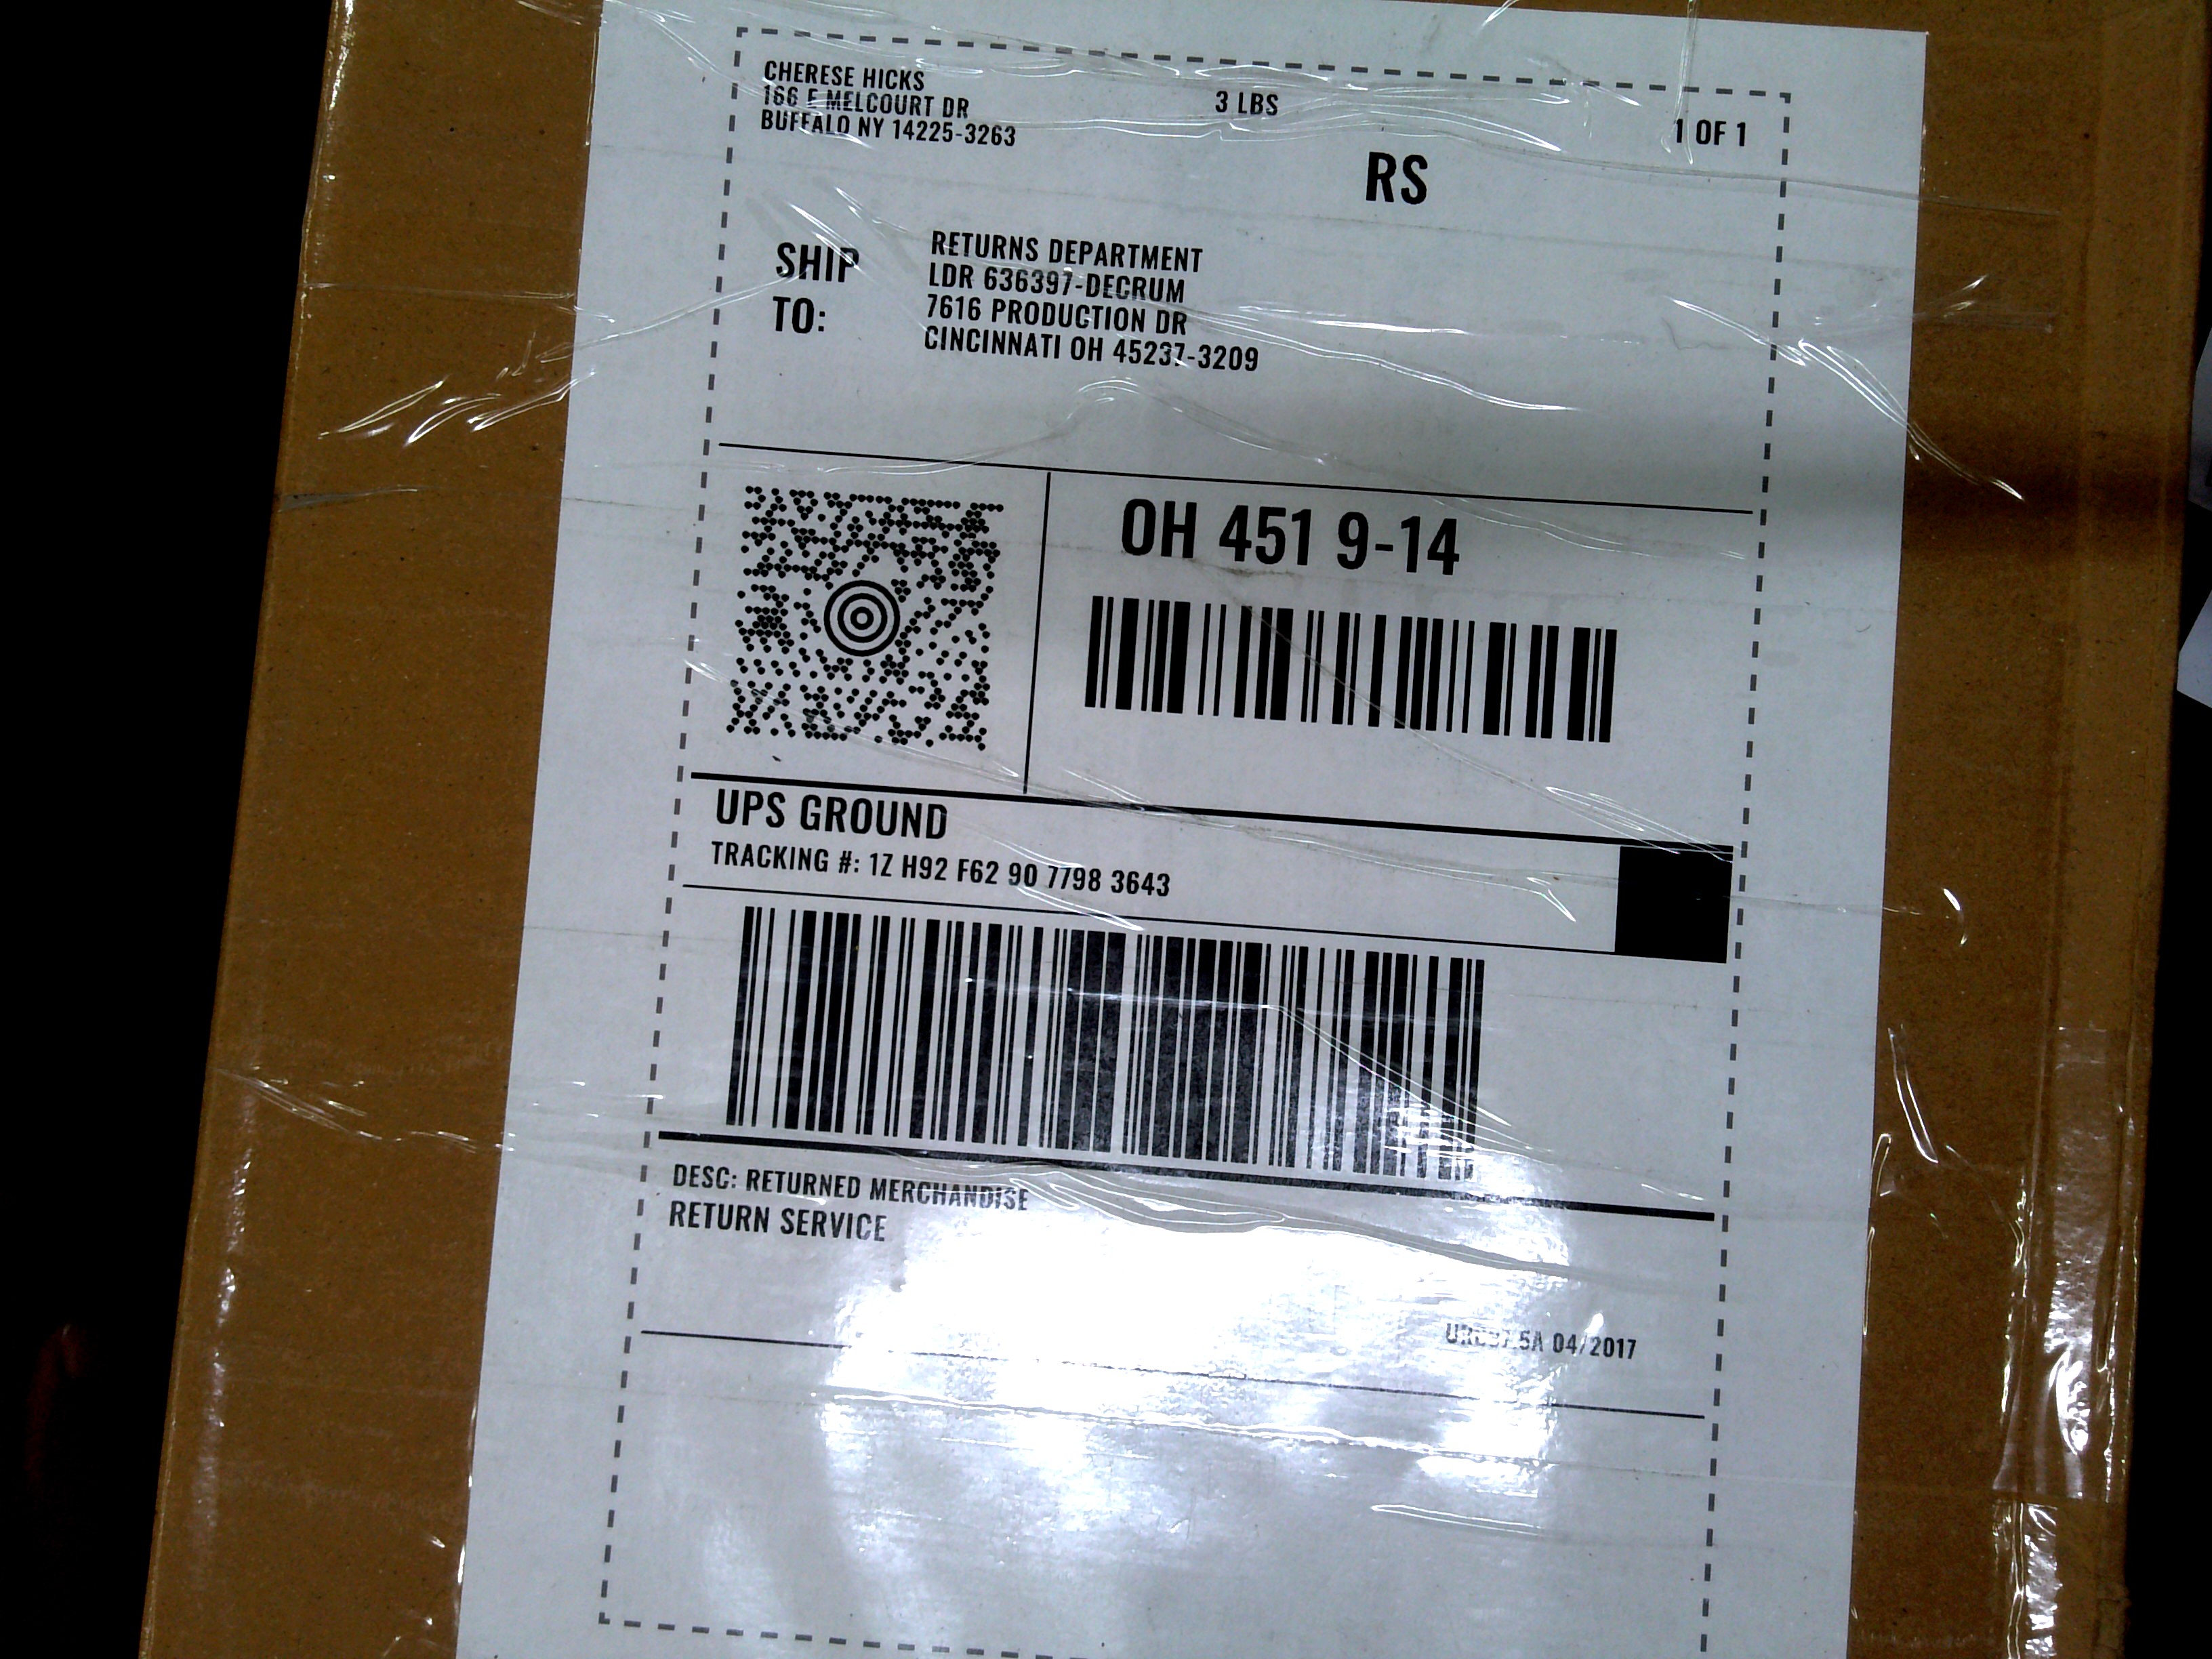 CHERESE HICKS
166 E MELCOURT DR
BUFFALO NY 14225-3263
3 LBS
1 OF 1
RS
SHIP
TO:
RETURNS DEPARTMENT
LDR 636397-DECRUM
7616 PRODUCTION DR
CINCINNATI OH 45237-3209
OH 451 9-14
UPS GROUND
TRACKING #: 1Z H92 F62 90 7798 3643
DESC: RETURNED MERCHANDISE
RETURN SERVICE
04/2017